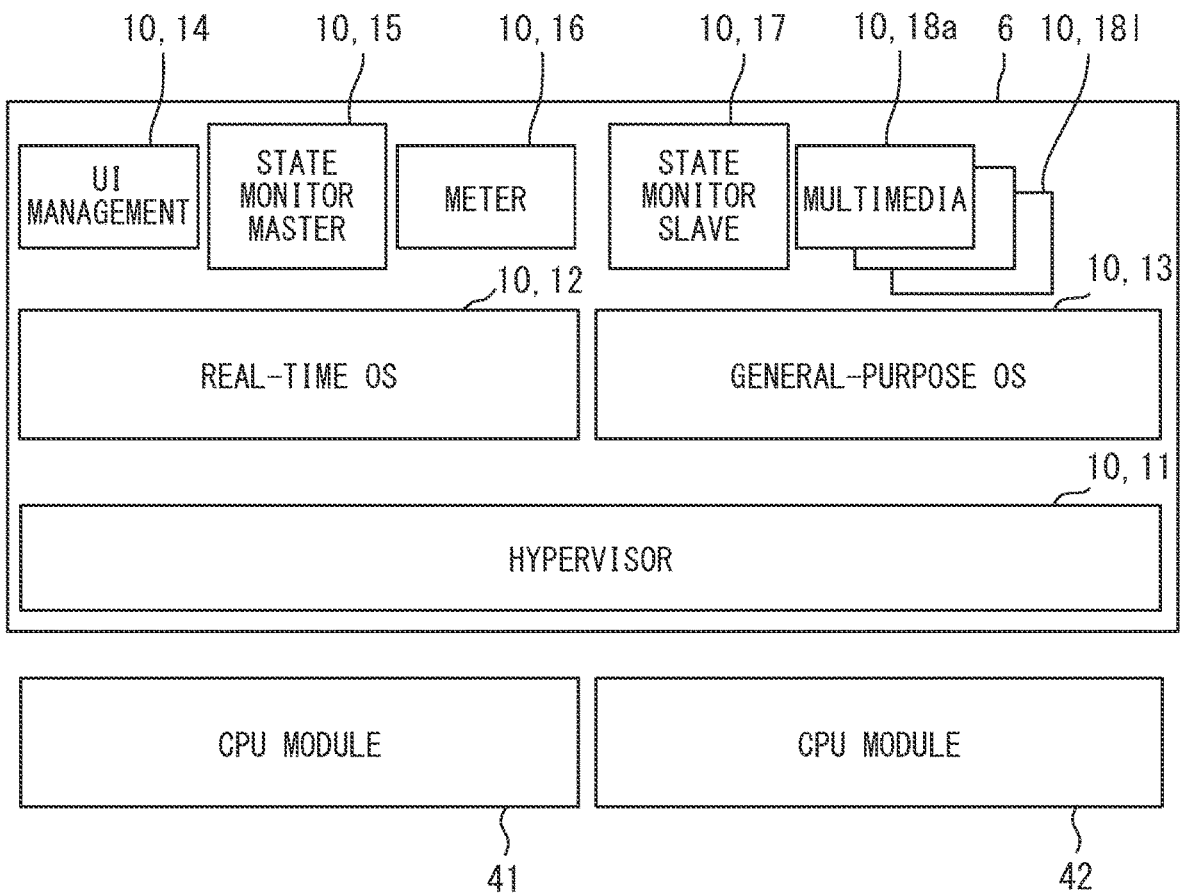 10, 14
10, 15
10, 16
10, 17
10, 18a
6
10, 18l
UI
MANAGEMENT
STATE
MONITOR
MASTER
METER
STATE
MONITOR
SLAVE
MULTIMEDIA
10, 12
10, 13
REAL-TIME OS
GENERAL-PURPOSE OS
10, 11
HYPERVISOR
CPU MODULE
CPU MODULE
41
42